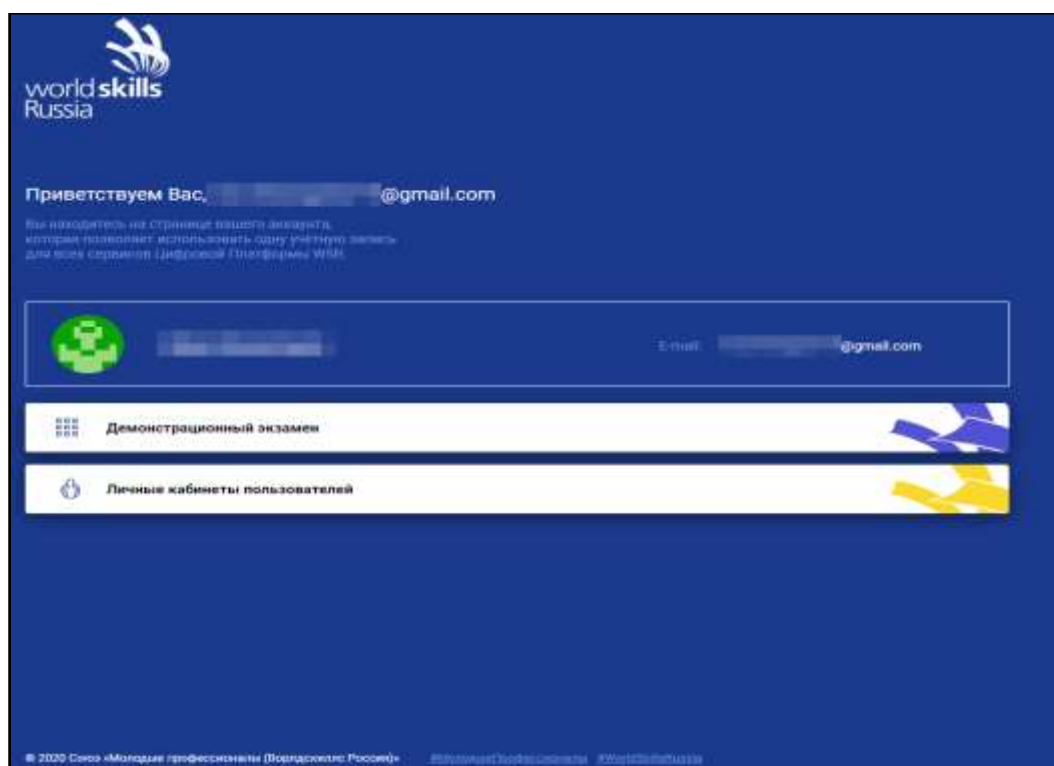 world skills
Russia
Приветствуем Вас, @gmail.com
Вы находитесь на странице вашего аккаунта,
которая позволяет использовать одну учётную запись
для всех сервисов Цифровой Платформы WSR.
E-mail: @gmail.com
Демонстрационный экзамен
Личные кабинеты пользователей
© 2020 Союз «Молодые профессионалы (Ворлдскиллс Россия)» #МолодыеПрофессионалы #WorldSkillsRussia